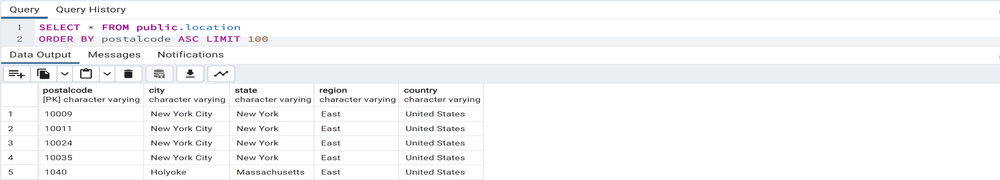 Query Query History
1 SELECT * FROM public.location
2 ORDER BY postalcode ASC LIMIT 100
Data Output Messages Notifications
postalcode city state region country
[PK] character varying character varying character varying character varying character varying
1 10009 New York City New York East United States
2 10011 New York City New York East United States
3 10024 New York City New York East United States
4 10035 New York City New York East United States
5 1040 Holyoke Massachusetts East United States